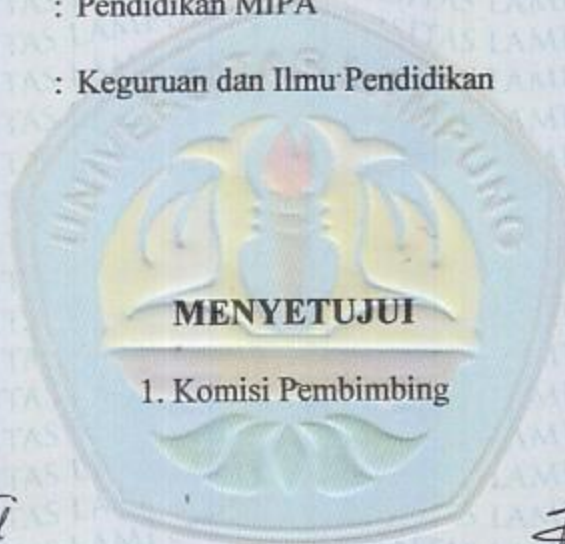 : Pendidikan MIPA
: Keguruan dan Ilmu Pendidikan
MENYETUJUI
1. Komisi Pembimbing